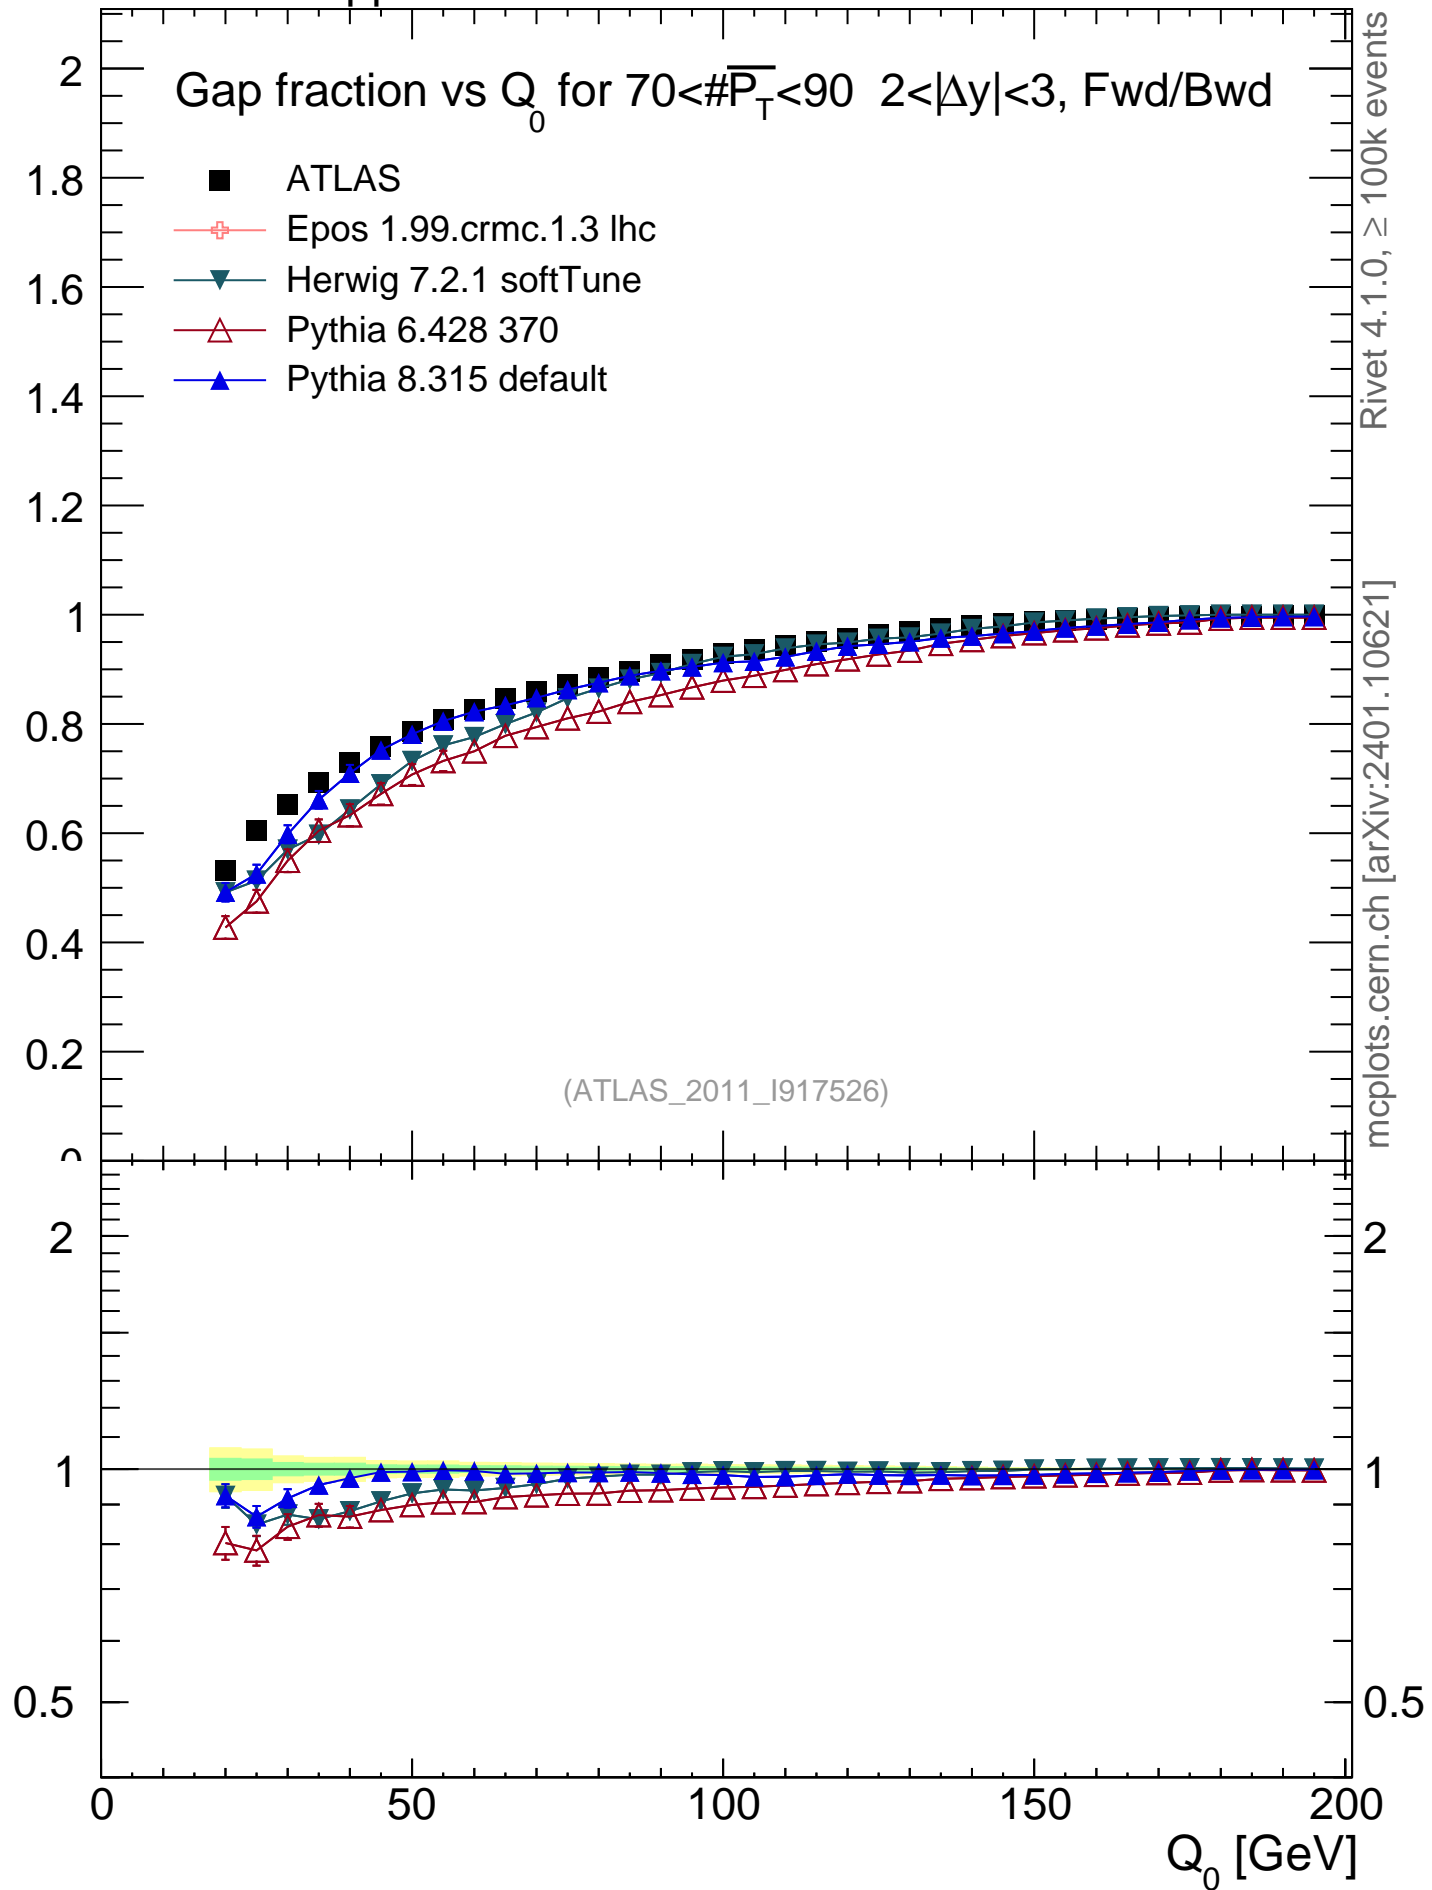 Gap fraction vs Q0 for 70<#PT<90 2<|Δy|<3, Fwd/Bwd
ATLAS
Epos 1.99.crmc.1.3 lhc
Herwig 7.2.1 softTune
Pythia 6.428 370
Pythia 8.315 default
2
1.8
1.6
1.4
1.2
1
0.8
0.6
0.4
0.2
0
(ATLAS_2011_I917526)
Rivet 4.1.0, ≥ 100k events
mcplots.cern.ch [arXiv:2401.10621]
2
1
0.5
2
1
0.5
0 50 100 150 200
Q0 [GeV]